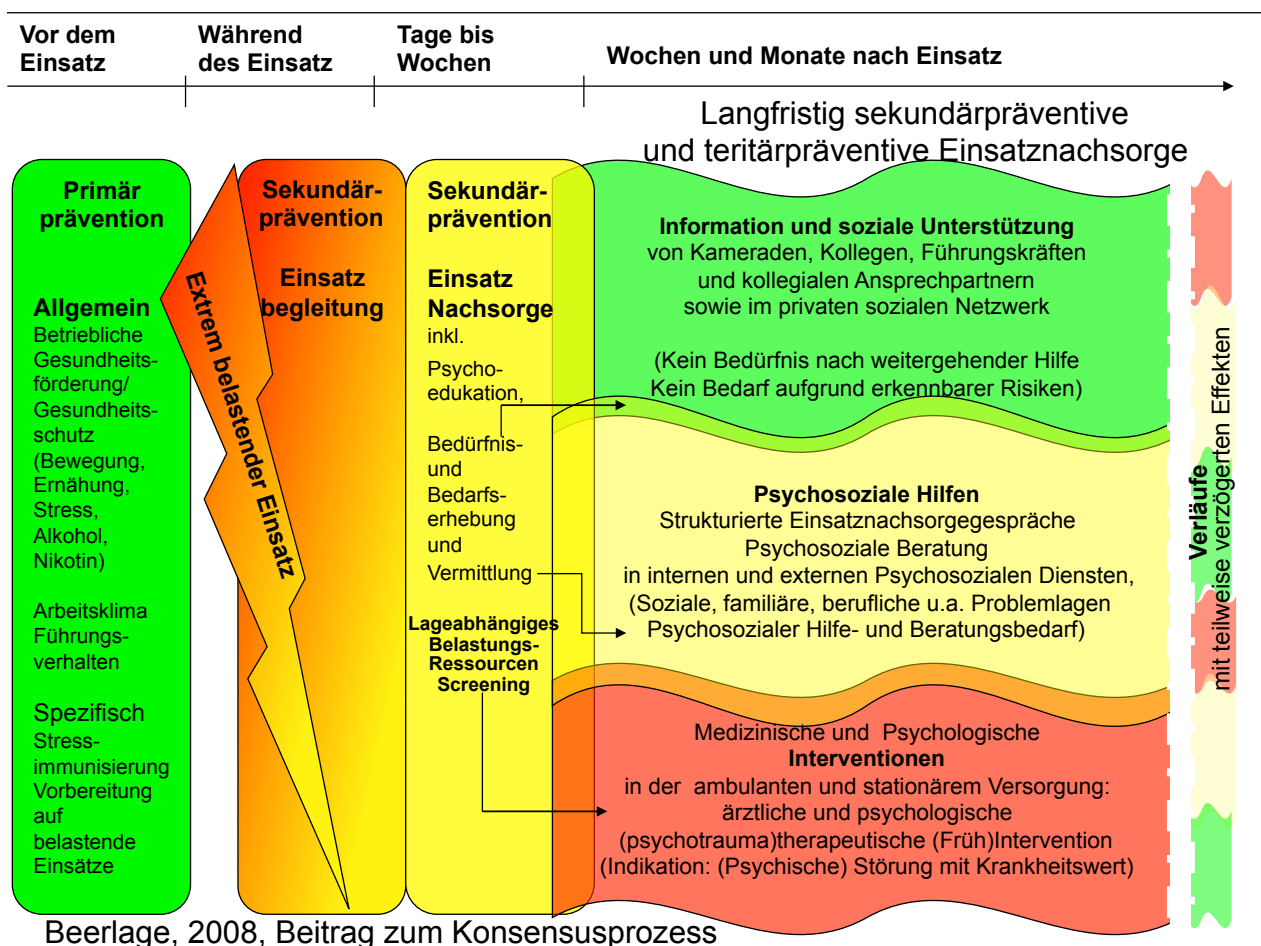 Vor dem
Einsatz
Während
des Einsatz
Tage bis
Wochen
Wochen und Monate nach Einsatz
Langfristig sekundärpräventive
und teritärpräventive Einsatznachsorge
Primär
prävention
Allgemein
Betriebliche
Gesundheits-
förderung/
Gesundheits-
schutz
(Bewegung,
Ernährung,
Stress,
Alkohol,
Nikotin)
Arbeitsklima
Führungs-
verhalten
Spezifisch
Stress-
immunisierung
Vorbereitung
auf
belastende
Einsätze
Extrem belastender Einsatz
Sekundär-
prävention
Einsatz
begleitung
Sekundär-
prävention
Einsatz
Nachsorge
inkl.
Psycho-
edukation,
Bedürfnis-
und
Bedarfs-
erhebung
und
Vermittlung
Lageabhängiges
Belastungs-
Ressourcen
Screening
Information und soziale Unterstützung
von Kameraden, Kollegen, Führungskräften
und kollegialen Ansprechpartnern
sowie im privaten sozialen Netzwerk
(Kein Bedürfnis nach weitergehender Hilfe
Kein Bedarf aufgrund erkennbarer Risiken)
Psychosoziale Hilfen
Strukturierte Einsatznachsorgegespräche
Psychosoziale Beratung
in internen und externen Psychosozialen Diensten,
(Soziale, familiäre, berufliche u.a. Problemlagen
Psychosozialer Hilfe- und Beratungsbedarf)
Medizinische und Psychologische
Interventionen
in der ambulanten und stationärem Versorgung:
ärztliche und psychologische
(psychotrauma)therapeutische (Früh)Intervention
(Indikation: (Psychische) Störung mit Krankheitswert)
Verläufe
mit teilweise verzögerten Effekten
Beerlage, 2008, Beitrag zum Konsensusprozess